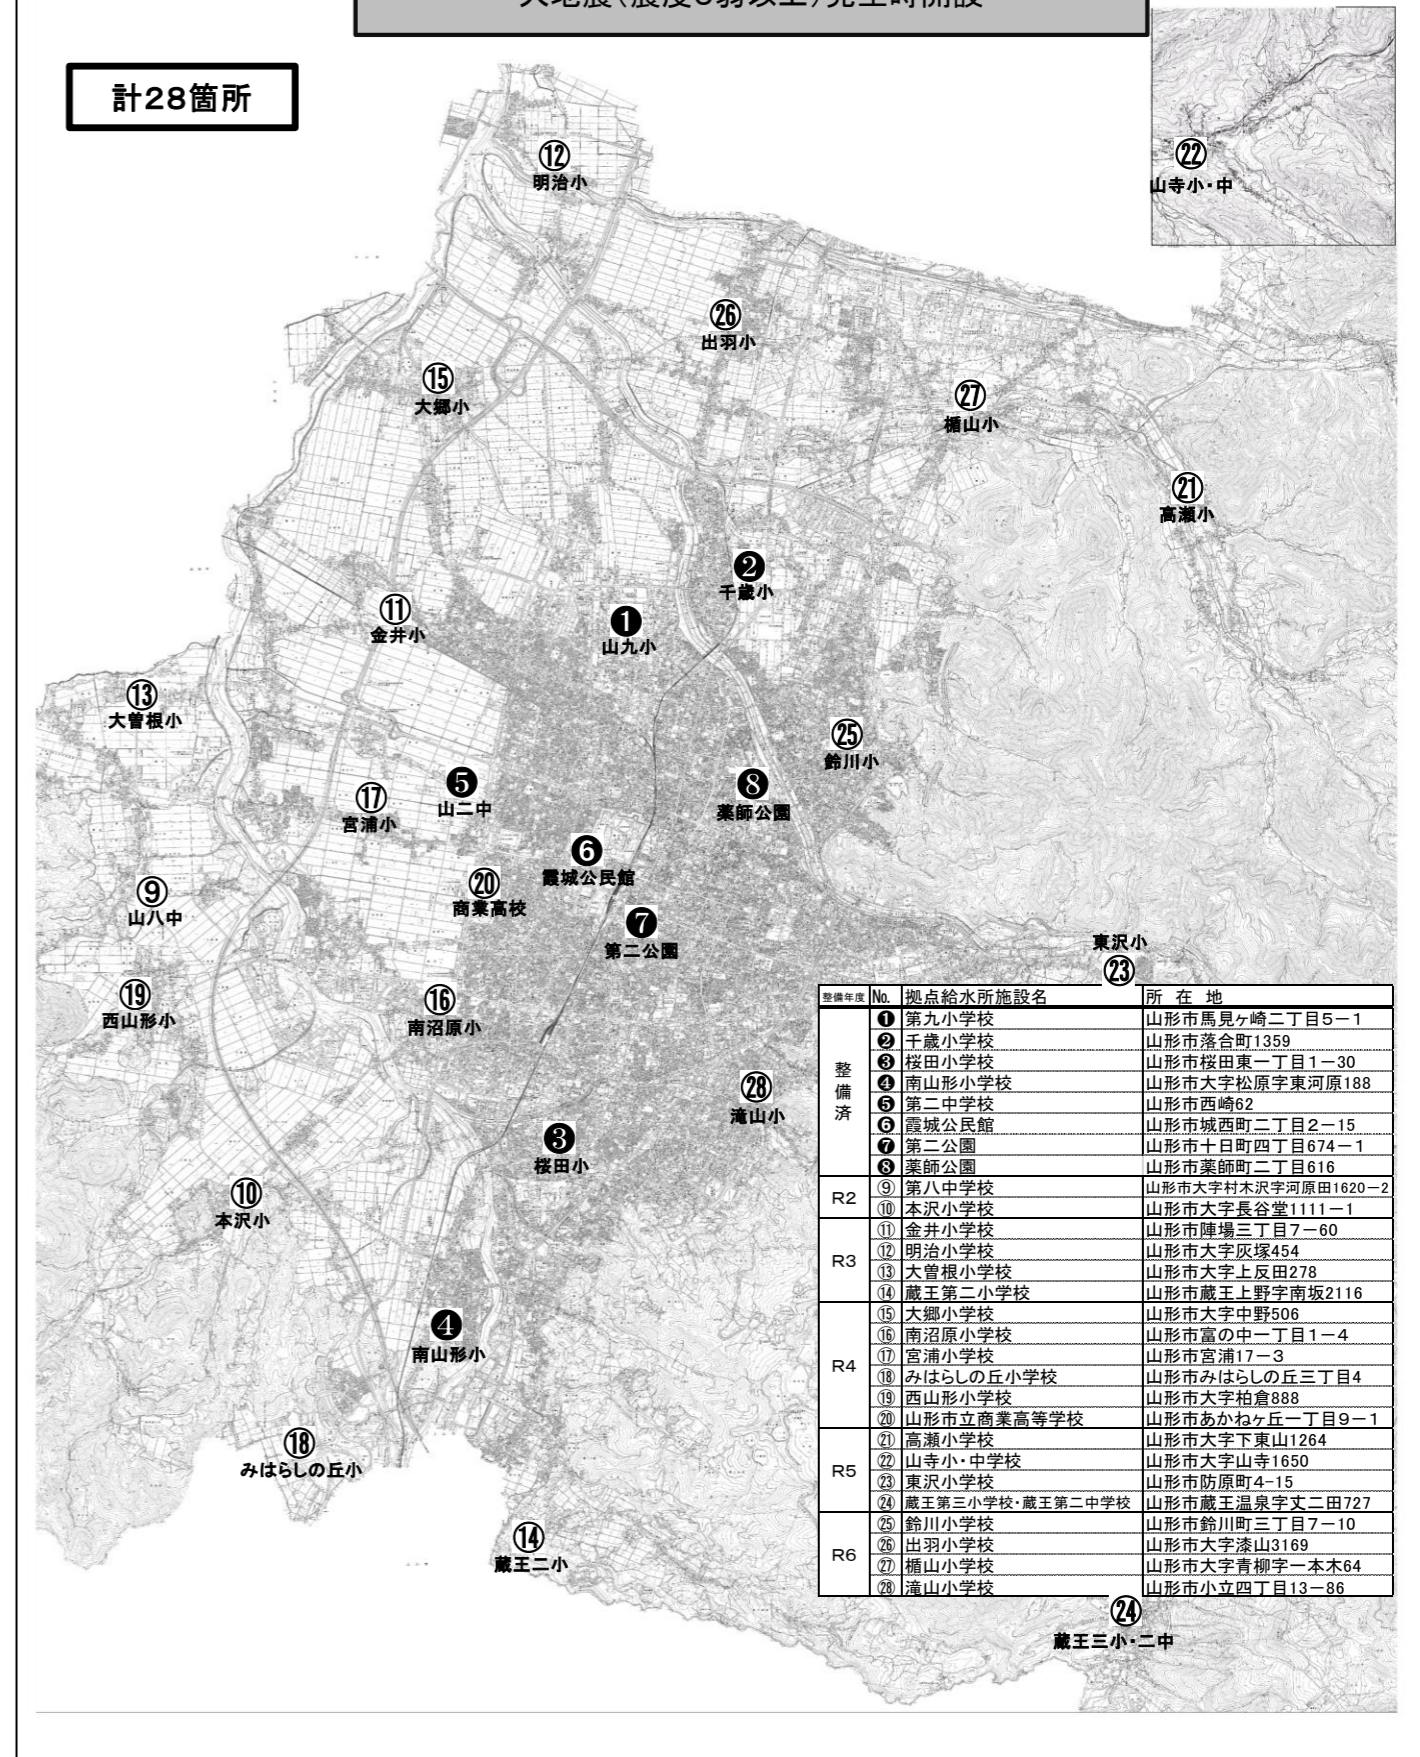 大地震(震度5弱以上)発生時開設
計28箇所
⑫
明治小
㉒
山寺小・中
㉖
出羽小
⑮
大郷小
㉗
楯山小
㉑
高瀬小
❷
千歳小
⑪
金井小
❶
山九小
⑬
大曽根小
㉕
鈴川小
❺
山二中
⑰
宮浦小
❽
薬師公園
❻
霞城公民館
⑳
商業高校
⑨
山八中
❼
第二公園
東沢小
㉓
⑲
西山形小
⑯
南沼原小
㉘
滝山小
❸
桜田小
⑩
本沢小
❹
南山形小
⑱
みはらしの丘小
⑭
蔵王二小
整備年度 No. 拠点給水所施設名 所 在 地
整備済
❶ 第九小学校 山形市馬見ヶ崎二丁目5-1
❷ 千歳小学校 山形市落合町1359
❸ 桜田小学校 山形市桜田東一丁目1-30
❹ 南山形小学校 山形市大字松原字東河原188
❺ 第二中学校 山形市西崎62
❻ 霞城公民館 山形市城西町二丁目2-15
❼ 第二公園 山形市十日町四丁目674-1
❽ 薬師公園 山形市薬師町二丁目616
R2
⑨ 第八中学校 山形市大字村木沢字河原田1620-2
⑩ 本沢小学校 山形市大字長谷堂1111-1
R3
⑪ 金井小学校 山形市陣場三丁目7-60
⑫ 明治小学校 山形市大字灰塚454
⑬ 大曽根小学校 山形市大字上反田278
⑭ 蔵王第二小学校 山形市蔵王上野字南坂2116
R4
⑮ 大郷小学校 山形市大字中野506
⑯ 南沼原小学校 山形市富の中一丁目1-4
⑰ 宮浦小学校 山形市宮浦17-3
⑱ みはらしの丘小学校 山形市みはらしの丘三丁目4
⑲ 西山形小学校 山形市大字柏倉888
⑳ 山形市立商業高等学校 山形市あかねヶ丘一丁目9-1
R5
㉑ 高瀬小学校 山形市大字下東山1264
㉒ 山寺小・中学校 山形市大字山寺1650
㉓ 東沢小学校 山形市防原町4-15
㉔ 蔵王第三小学校・蔵王第二中学校 山形市蔵王温泉字丈二田727
R6
㉕ 鈴川小学校 山形市鈴川町三丁目7-10
㉖ 出羽小学校 山形市大字漆山3169
㉗ 楯山小学校 山形市大字青柳字一本木64
㉘ 滝山小学校 山形市小立四丁目13-86
㉔
蔵王三小・二中